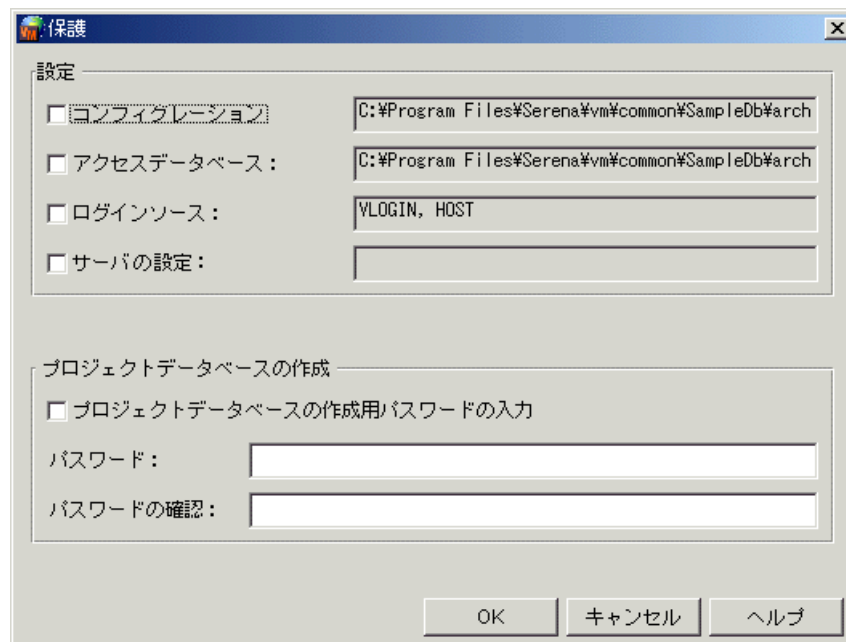 保護
設定
コンフィグレーション
C:¥Program Files¥Serena¥vm¥common¥SampleDb¥arch
アクセスデータベース：
C:¥Program Files¥Serena¥vm¥common¥SampleDb¥arch
ログインソース：
VLOGIN, HOST
サーバの設定：
プロジェクトデータベースの作成
プロジェクトデータベースの作成用パスワードの入力
パスワード：
パスワードの確認：
OK キャンセル ヘルプ